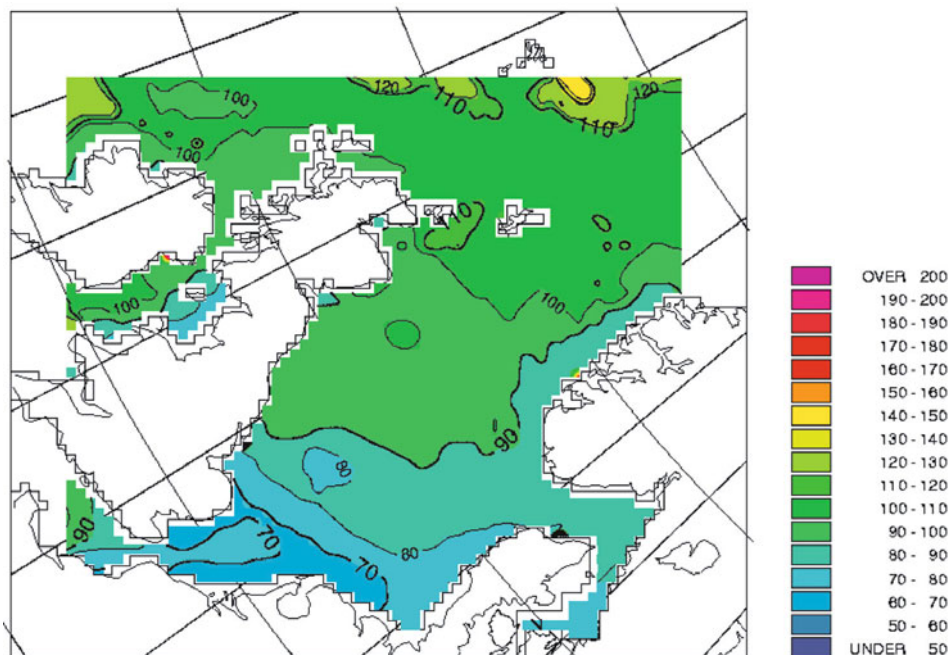 120
120
100
110
110
100
110
100
100
90
80
90
70
80
70
OVER 200
190 - 200
180 - 190
170 - 180
160 - 170
150 - 160
140 - 150
130 - 140
120 - 130
110 - 120
100 - 110
90 - 100
80 - 90
70 - 80
60 - 70
50 - 60
UNDER 50